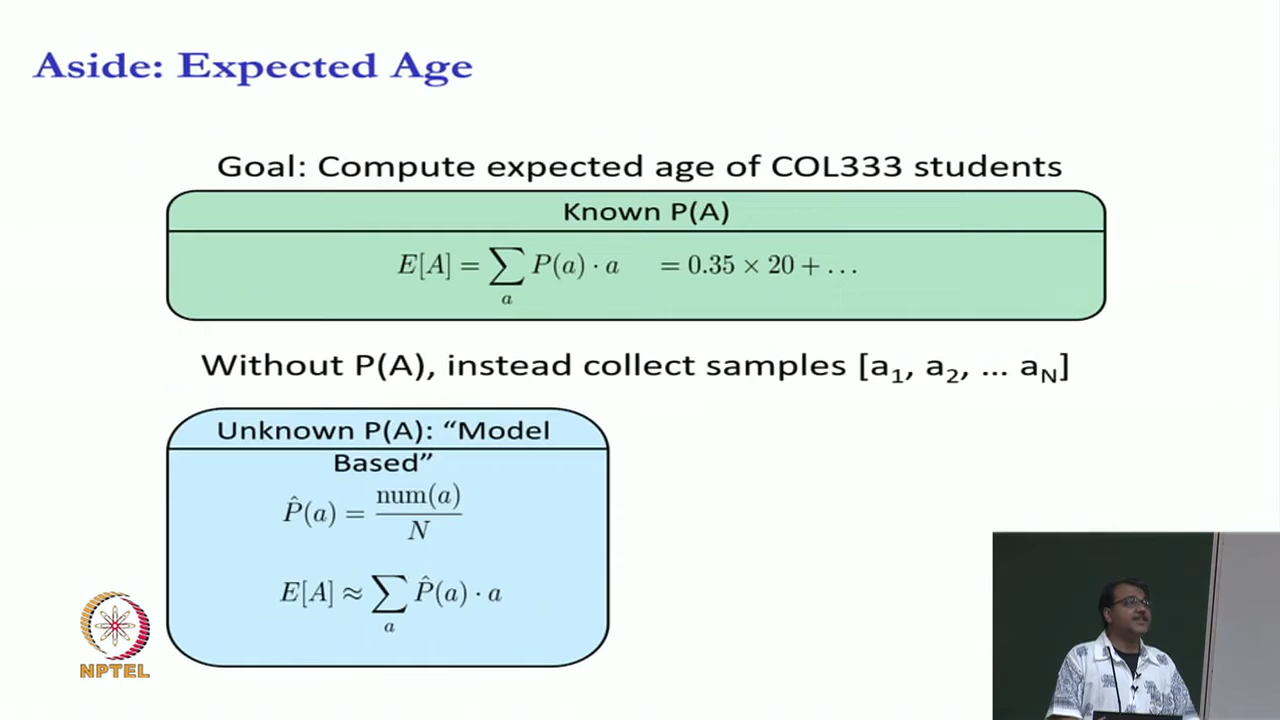 Aside: Expected Age
Goal: Compute expected age of COL333 students
Known P(A)
E[A] = ∑ₐ P(a) · a = 0.35 × 20 + . . .
Without P(A), instead collect samples [a₁, a₂, … a_N]
Unknown P(A): “Model
Based”
P̂(a) = num(a) / N
E[A] ≈ ∑ₐ P̂(a) · a
NPTEL